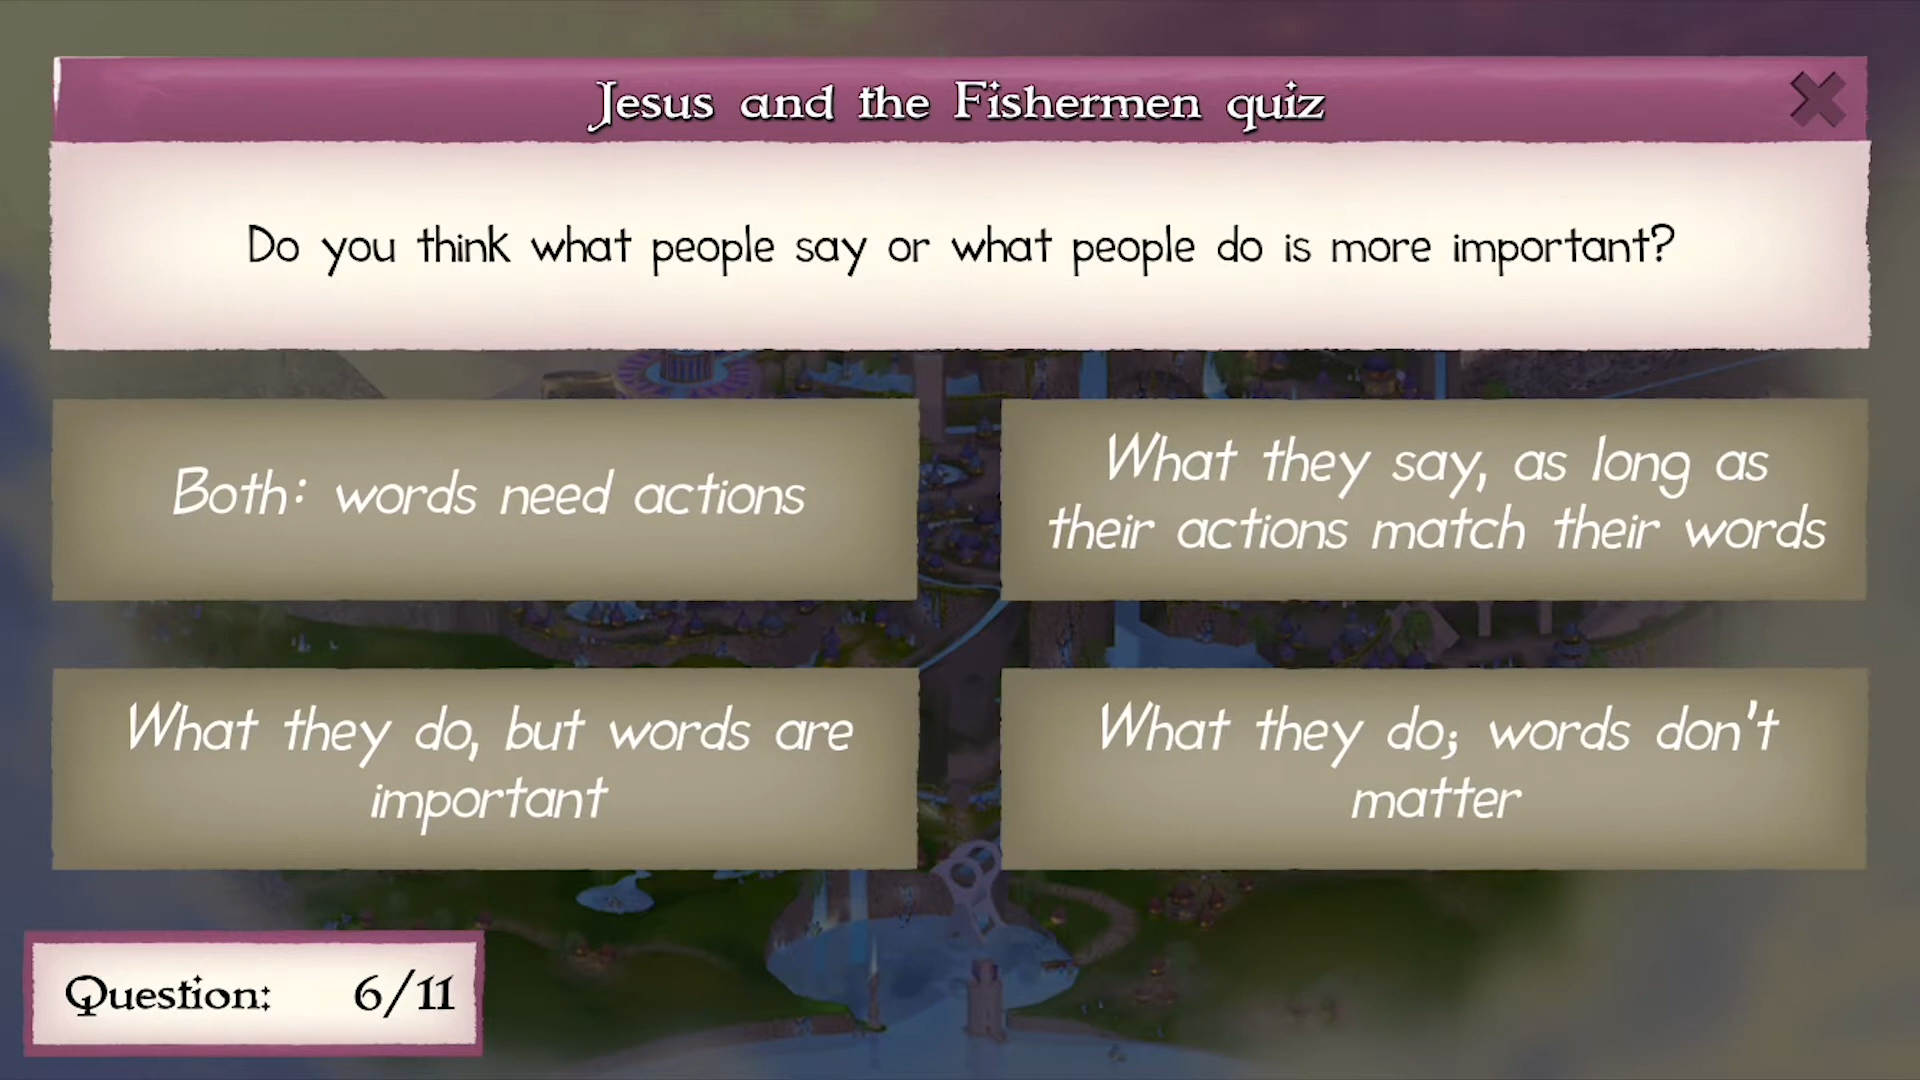 Jesus and the Fishermen quiz
Do you think what people say or what people do is more important?
Both: words need actions
What they say, as long as
their actions match their words
What they do, but words are
important
What they do; words don't
matter
Question: 6/11